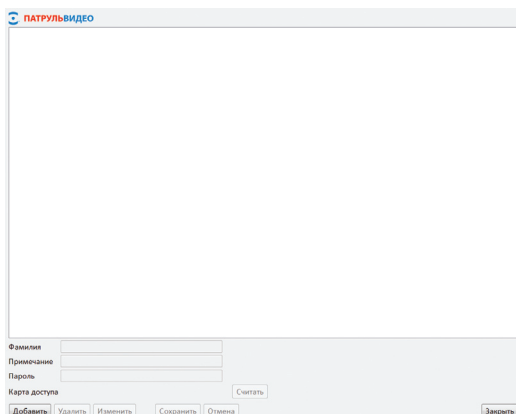 ПАТРУЛЬВИДЕО
Фамилия
Примечание
Пароль
Карта доступа Считать
Добавить Удалить Изменить Сохранить Отмена Закрыть